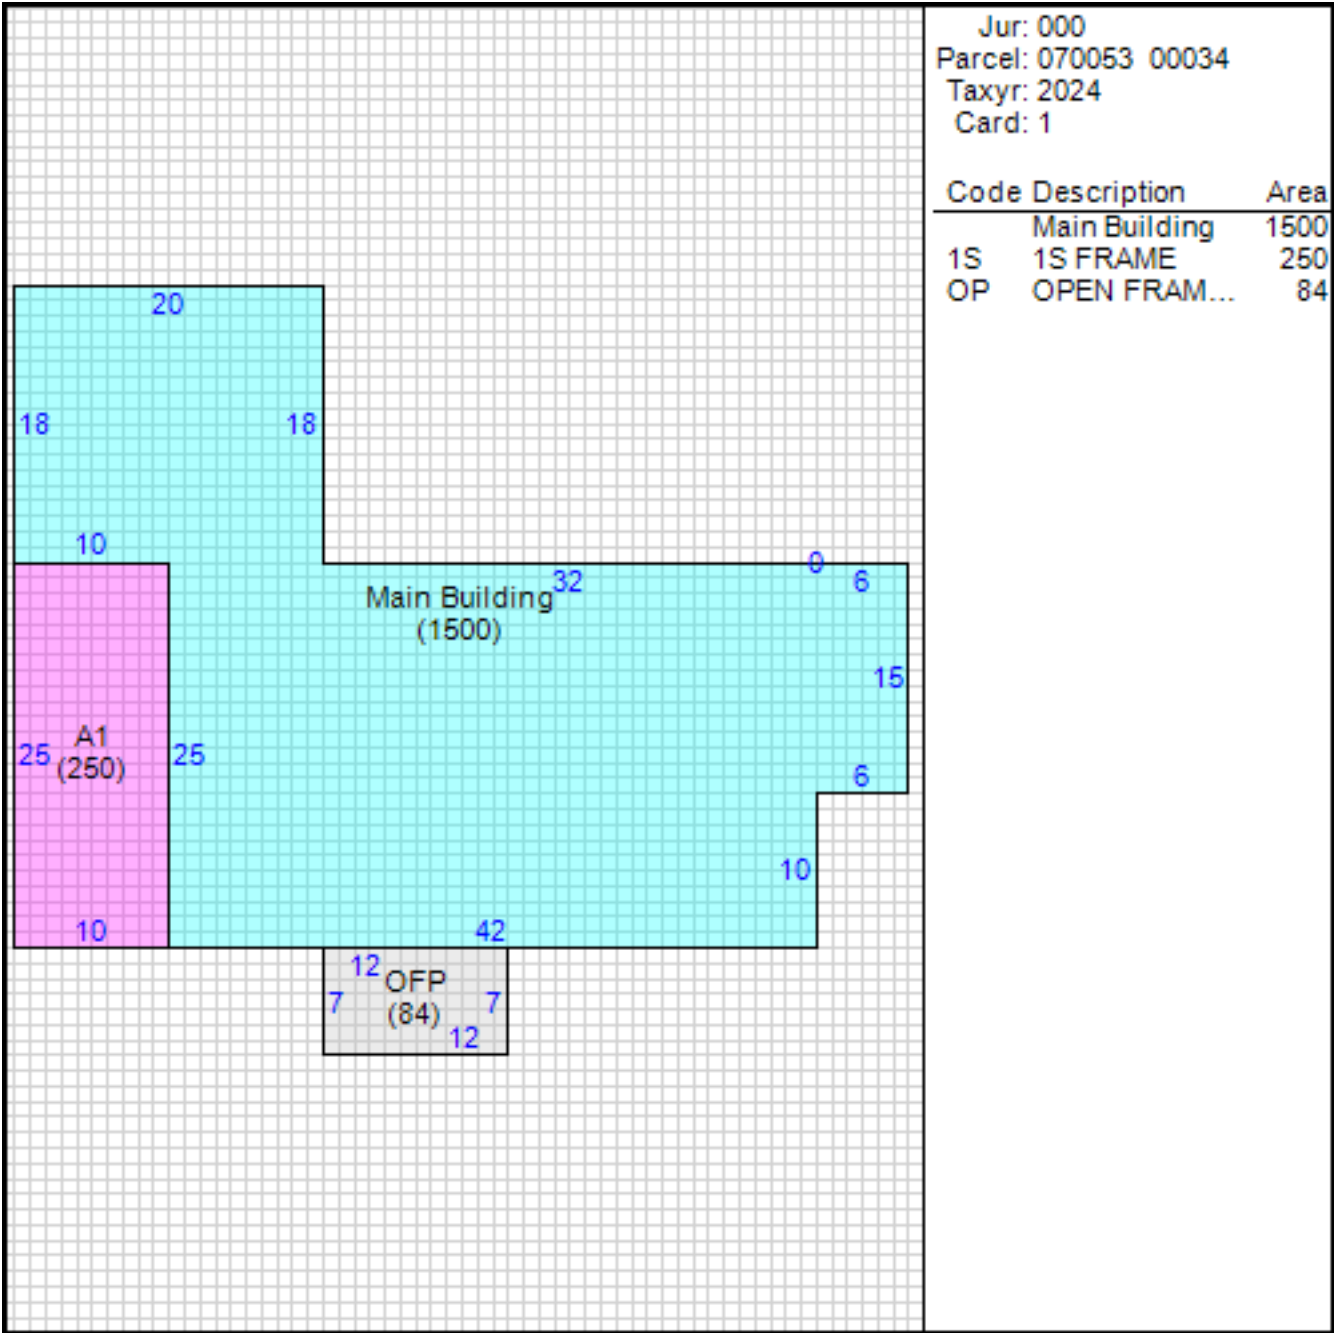 Jur: 000
Parcel: 070053 00034
Taxyr: 2024
Card: 1
Code Description Area
Main Building 1500
1S 1S FRAME 250
OP OPEN FRAM... 84
20
18 18
10
0
32 6
Main Building
(1500)
15
A1
25 25
(250)
6
10
10 42
12
OFP
7 7
(84)
12